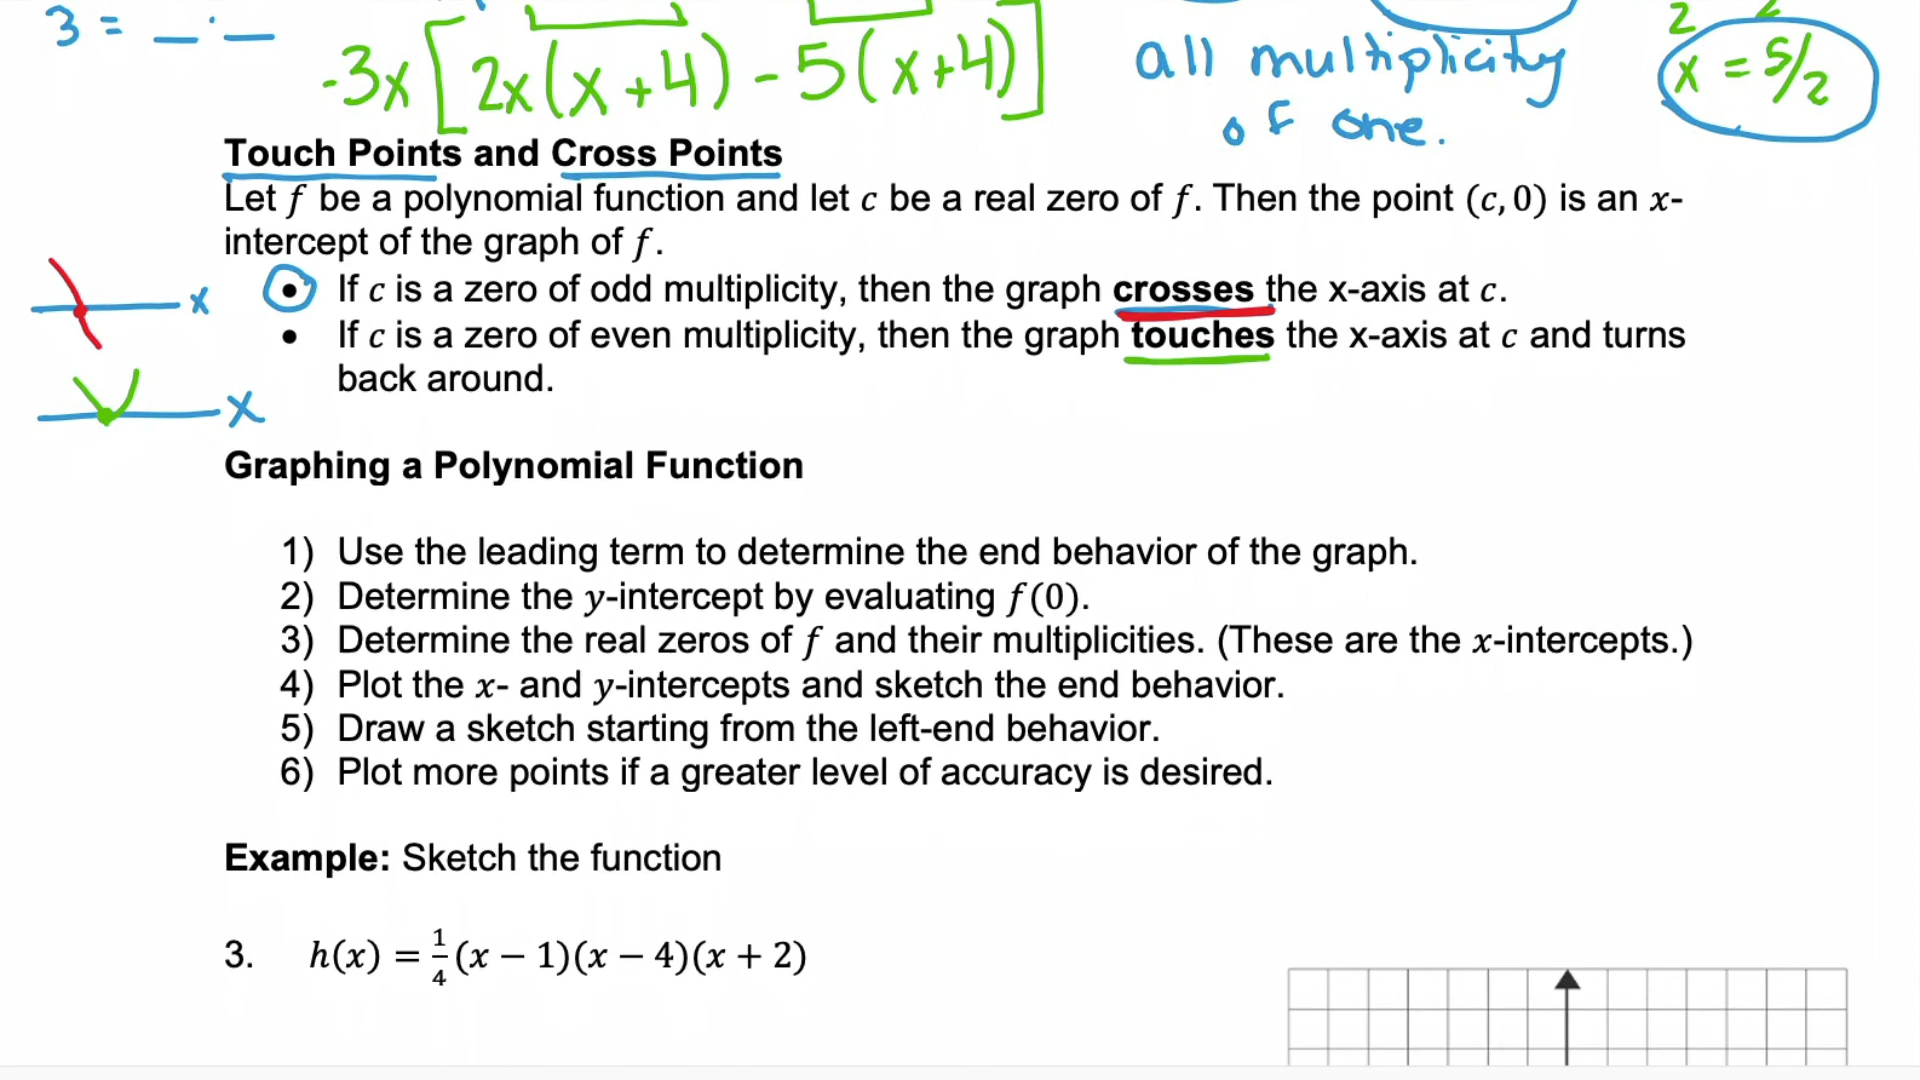 3 = _ · _
-3x[2x(x+4) - 5(x+4)]
all multiplicity
of one.
2 2
x = 5/2
Touch Points and Cross Points
Let f be a polynomial function and let c be a real zero of f. Then the point (c, 0) is an x-
intercept of the graph of f.
x
• If c is a zero of odd multiplicity, then the graph crosses the x-axis at c.
• If c is a zero of even multiplicity, then the graph touches the x-axis at c and turns
back around.
x
Graphing a Polynomial Function
1) Use the leading term to determine the end behavior of the graph.
2) Determine the y-intercept by evaluating f(0).
3) Determine the real zeros of f and their multiplicities. (These are the x-intercepts.)
4) Plot the x- and y-intercepts and sketch the end behavior.
5) Draw a sketch starting from the left-end behavior.
6) Plot more points if a greater level of accuracy is desired.
Example: Sketch the function
3. h(x) = 1/4 (x − 1)(x − 4)(x + 2)